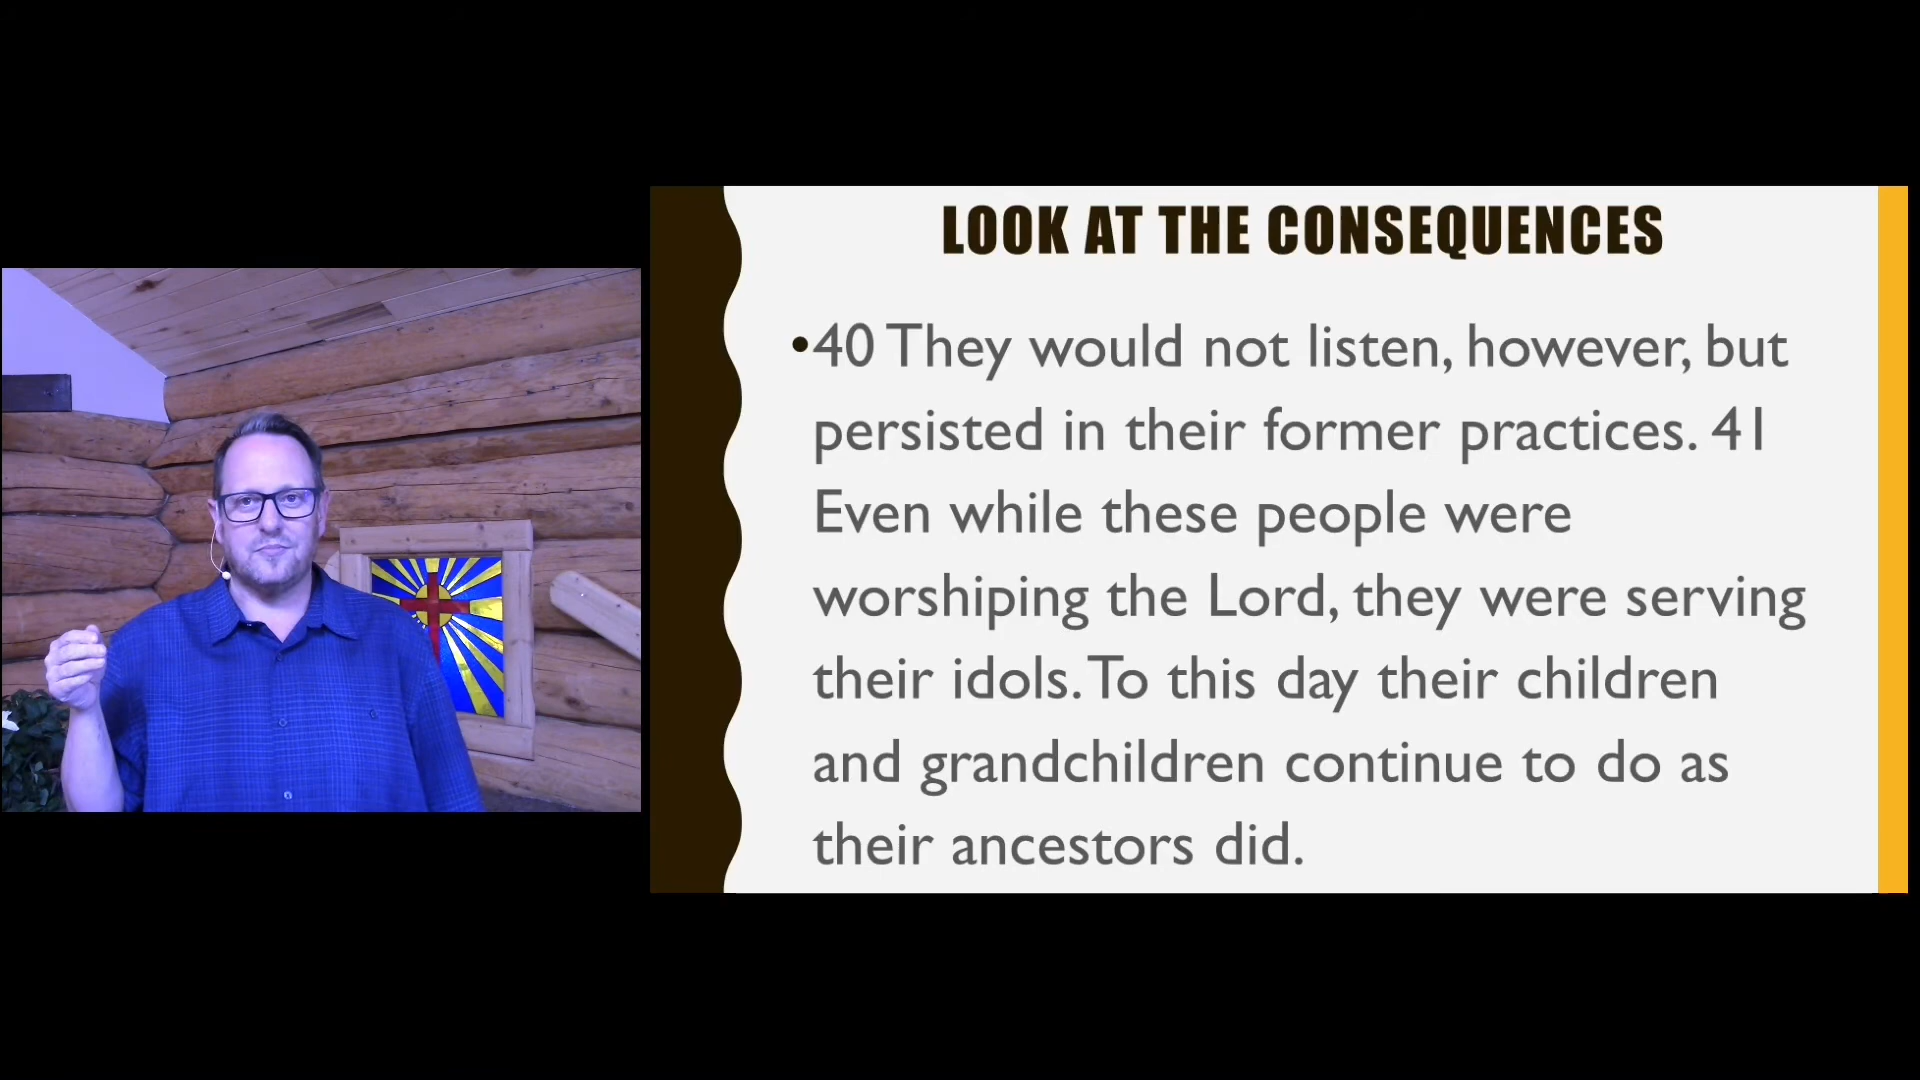 LOOK AT THE CONSEQUENCES
•40 They would not listen, however, but
persisted in their former practices. 41
Even while these people were
worshiping the Lord, they were serving
their idols. To this day their children
and grandchildren continue to do as
their ancestors did.